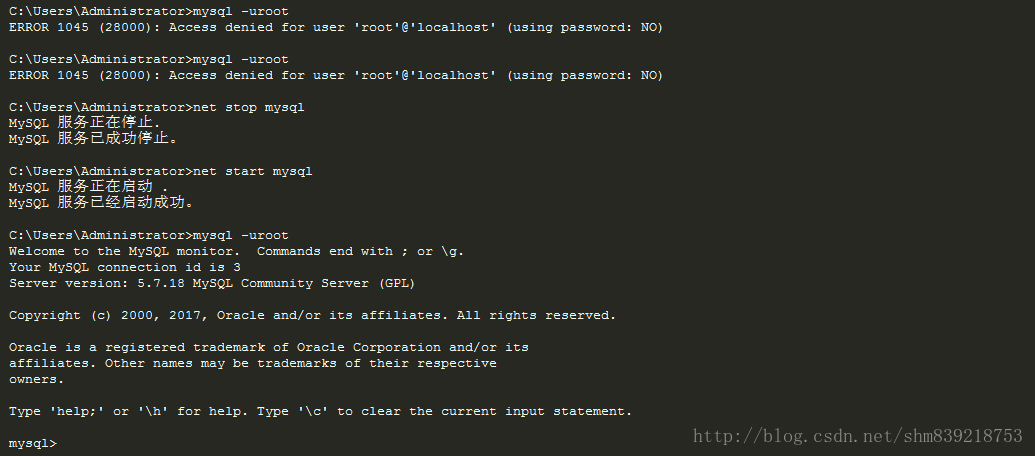 C:\Users\Administrator>mysql -uroot
ERROR 1045 (28000): Access denied for user 'root'@'localhost' (using password: NO)
C:\Users\Administrator>mysql -uroot
ERROR 1045 (28000): Access denied for user 'root'@'localhost' (using password: NO)
C:\Users\Administrator>net stop mysql
MySQL 服务正在停止.
MySQL 服务已成功停止。
C:\Users\Administrator>net start mysql
MySQL 服务正在启动 .
MySQL 服务已经启动成功。
C:\Users\Administrator>mysql -uroot
Welcome to the MySQL monitor.  Commands end with ; or \g.
Your MySQL connection id is 3
Server version: 5.7.18 MySQL Community Server (GPL)
Copyright (c) 2000, 2017, Oracle and/or its affiliates. All rights reserved.
Oracle is a registered trademark of Oracle Corporation and/or its
affiliates. Other names may be trademarks of their respective
owners.
Type 'help;' or '\h' for help. Type '\c' to clear the current input statement.
mysql>
http://blog.csdn.net/shm839218753